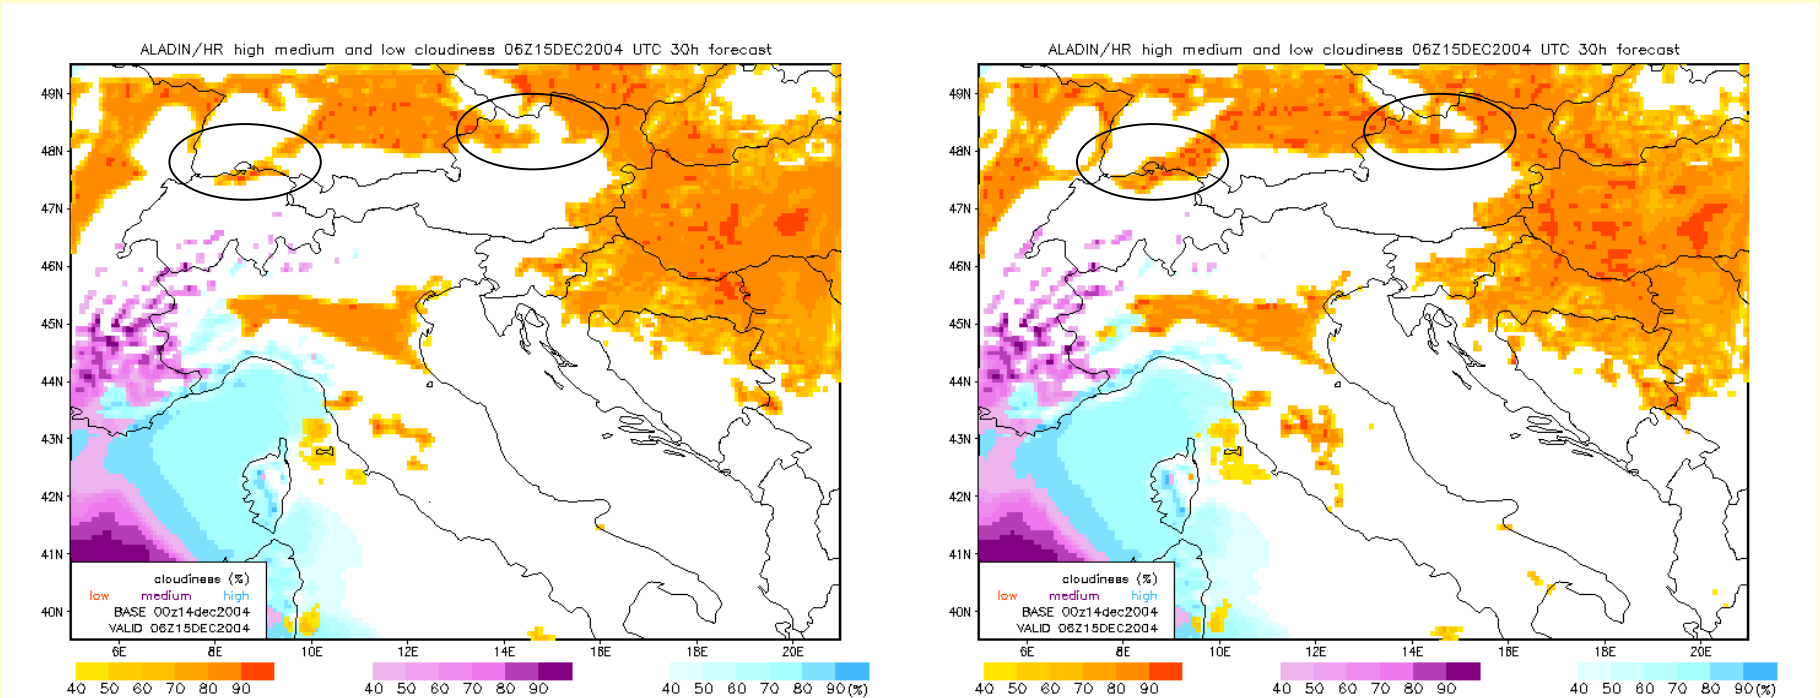 ALADIN/HR high medium and low cloudiness 06Z15DEC2004 UTC 30h forecast
49N
48N
47N
46N
45N
44N
43N
42N
41N
40N
6E 8E 10E 12E 14E 16E 18E 20E
cloudiness (%)
low medium high
BASE 00z14dec2004
VALID 06Z15DEC2004
40 50 60 70 80 90
40 50 60 70 80 90
40 50 60 70 80 90 (%)
ALADIN/HR high medium and low cloudiness 06Z15DEC2004 UTC 30h forecast
49N
48N
47N
46N
45N
44N
43N
42N
41N
40N
6E 8E 10E 12E 14E 16E 18E 20E
cloudiness (%)
low medium high
BASE 00z14dec2004
VALID 06Z15DEC2004
40 50 60 70 80 90
40 50 60 70 80 90
40 50 60 70 80 90 (%)